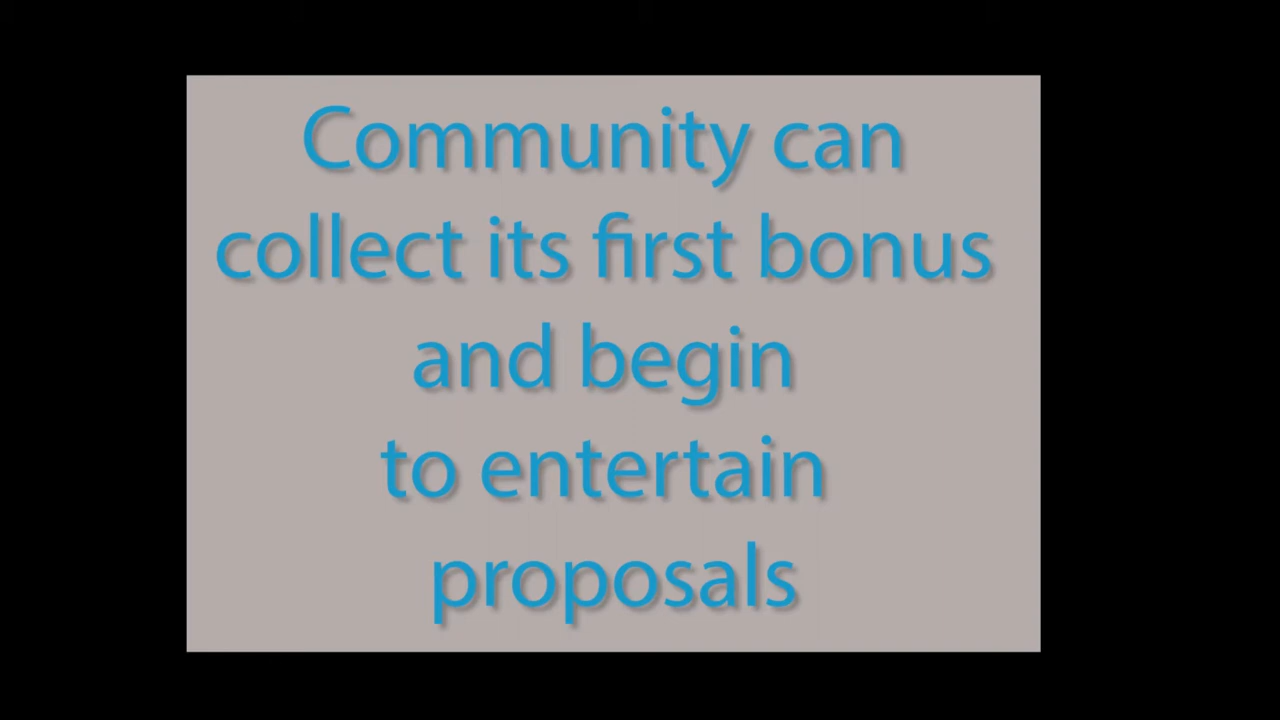 Community can
collect its first bonus
and begin
to entertain
proposals